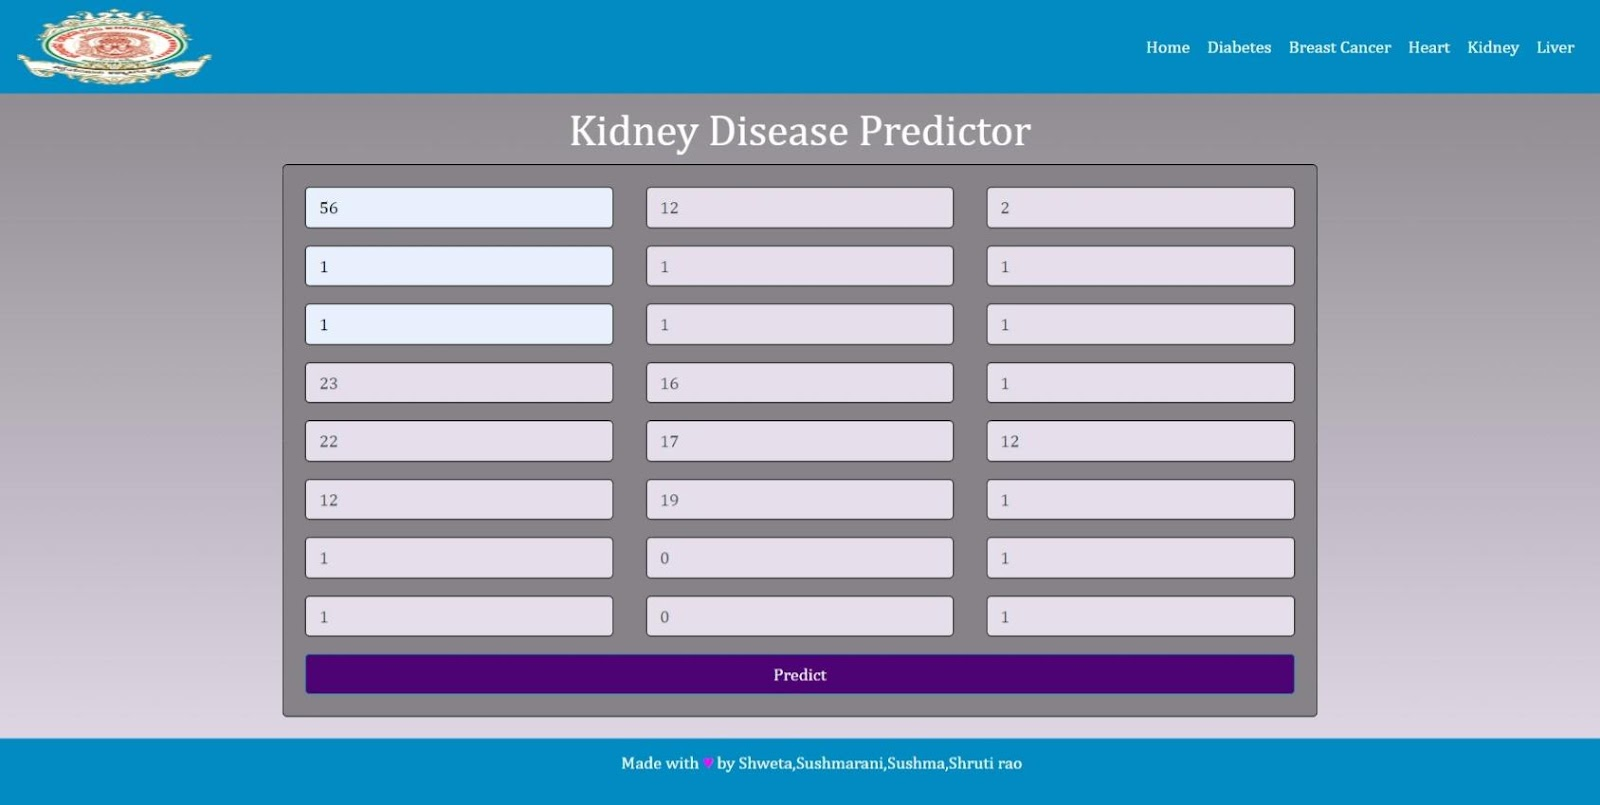 Home Diabetes Breast Cancer Heart Kidney Liver
Kidney Disease Predictor
56 12 2
1 1 1
1 1 1
23 16 1
22 17 12
12 19 1
1 0 1
1 0 1
Predict
Made with ♥ by Shweta,Sushmarani,Sushma,Shruti rao